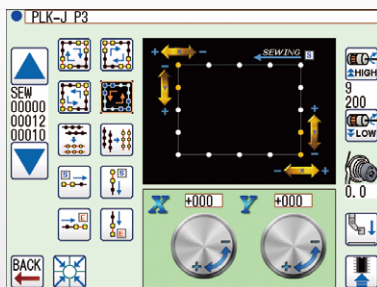 PLK-J P3
SEW
00000
00012
00010
BACK
SEWING S
X
Y
X
Y
S
S
E
E
X +000
Y +000
HIGH
9
200
LOW
0.0